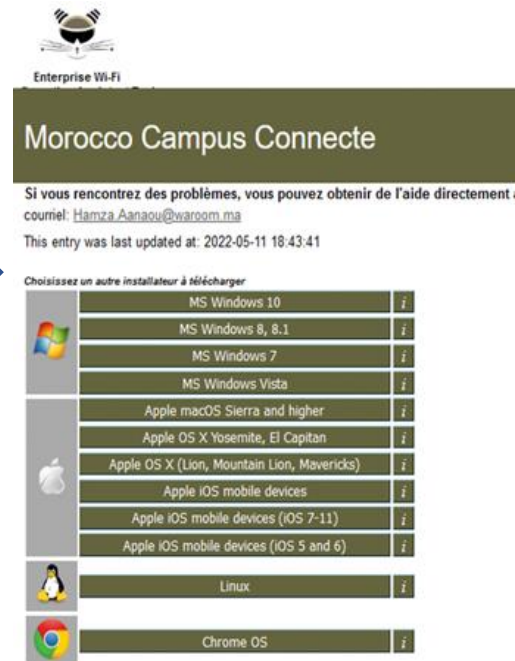 Enterprise Wi-Fi
Morocco Campus Connecte
Si vous rencontrez des problèmes, vous pouvez obtenir de l'aide directement
courriel: Hamza.Aanaou@waroom.ma
This entry was last updated at: 2022-05-11 18:43:41
Choisissez un autre installateur à télécharger
MS Windows 10 i
MS Windows 8, 8.1 i
MS Windows 7 i
MS Windows Vista i
Apple macOS Sierra and higher i
Apple OS X Yosemite, El Capitan i
Apple OS X (Lion, Mountain Lion, Mavericks) i
Apple iOS mobile devices i
Apple iOS mobile devices (iOS 7-11) i
Apple iOS mobile devices (iOS 5 and 6) i
Linux i
Chrome OS i